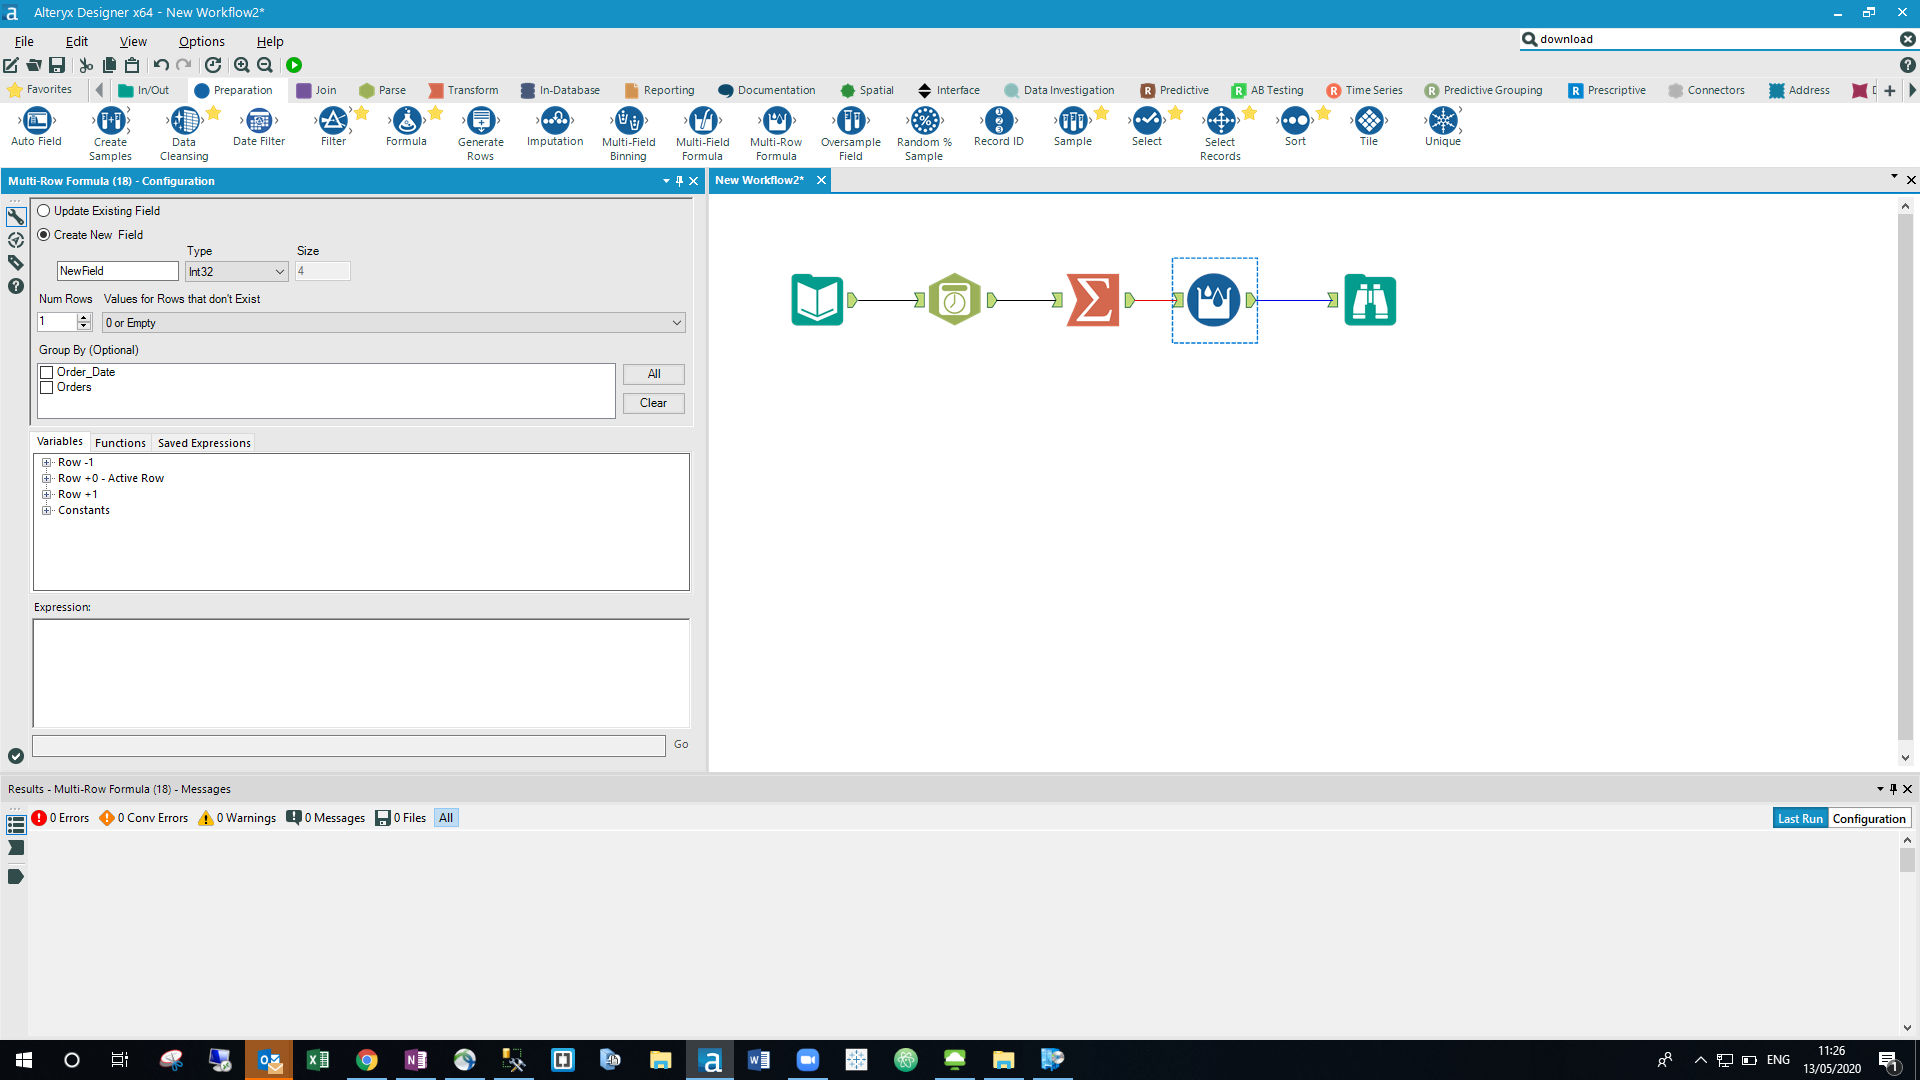 a Alteryx Designer x64 - New Workflow2*
File Edit View Options Help
download
Favorites In/Out Preparation Join Parse Transform In-Database Reporting Documentation Spatial Interface Data Investigation Predictive AB Testing Time Series Predictive Grouping Prescriptive Connectors Address
Auto Field
Create Samples
Data Cleansing
Date Filter
Filter
Formula
Generate Rows
Imputation
Multi-Field Binning
Multi-Field Formula
Multi-Row Formula
Oversample Field
Random % Sample
Record ID
Sample
Select
Select Records
Sort
Tile
Unique
Multi-Row Formula (18) - Configuration
New Workflow2*
Update Existing Field
Create New Field
Type Size
NewField Int32 4
Num Rows Values for Rows that don't Exist
1 0 or Empty
Group By (Optional)
Order_Date
Orders
All
Clear
Variables Functions Saved Expressions
Row -1
Row +0 - Active Row
Row +1
Constants
Expression:
Go
Results - Multi-Row Formula (18) - Messages
0 Errors 0 Conv Errors 0 Warnings 0 Messages 0 Files All
Last Run Configuration
ENG
11:26
13/05/2020
1